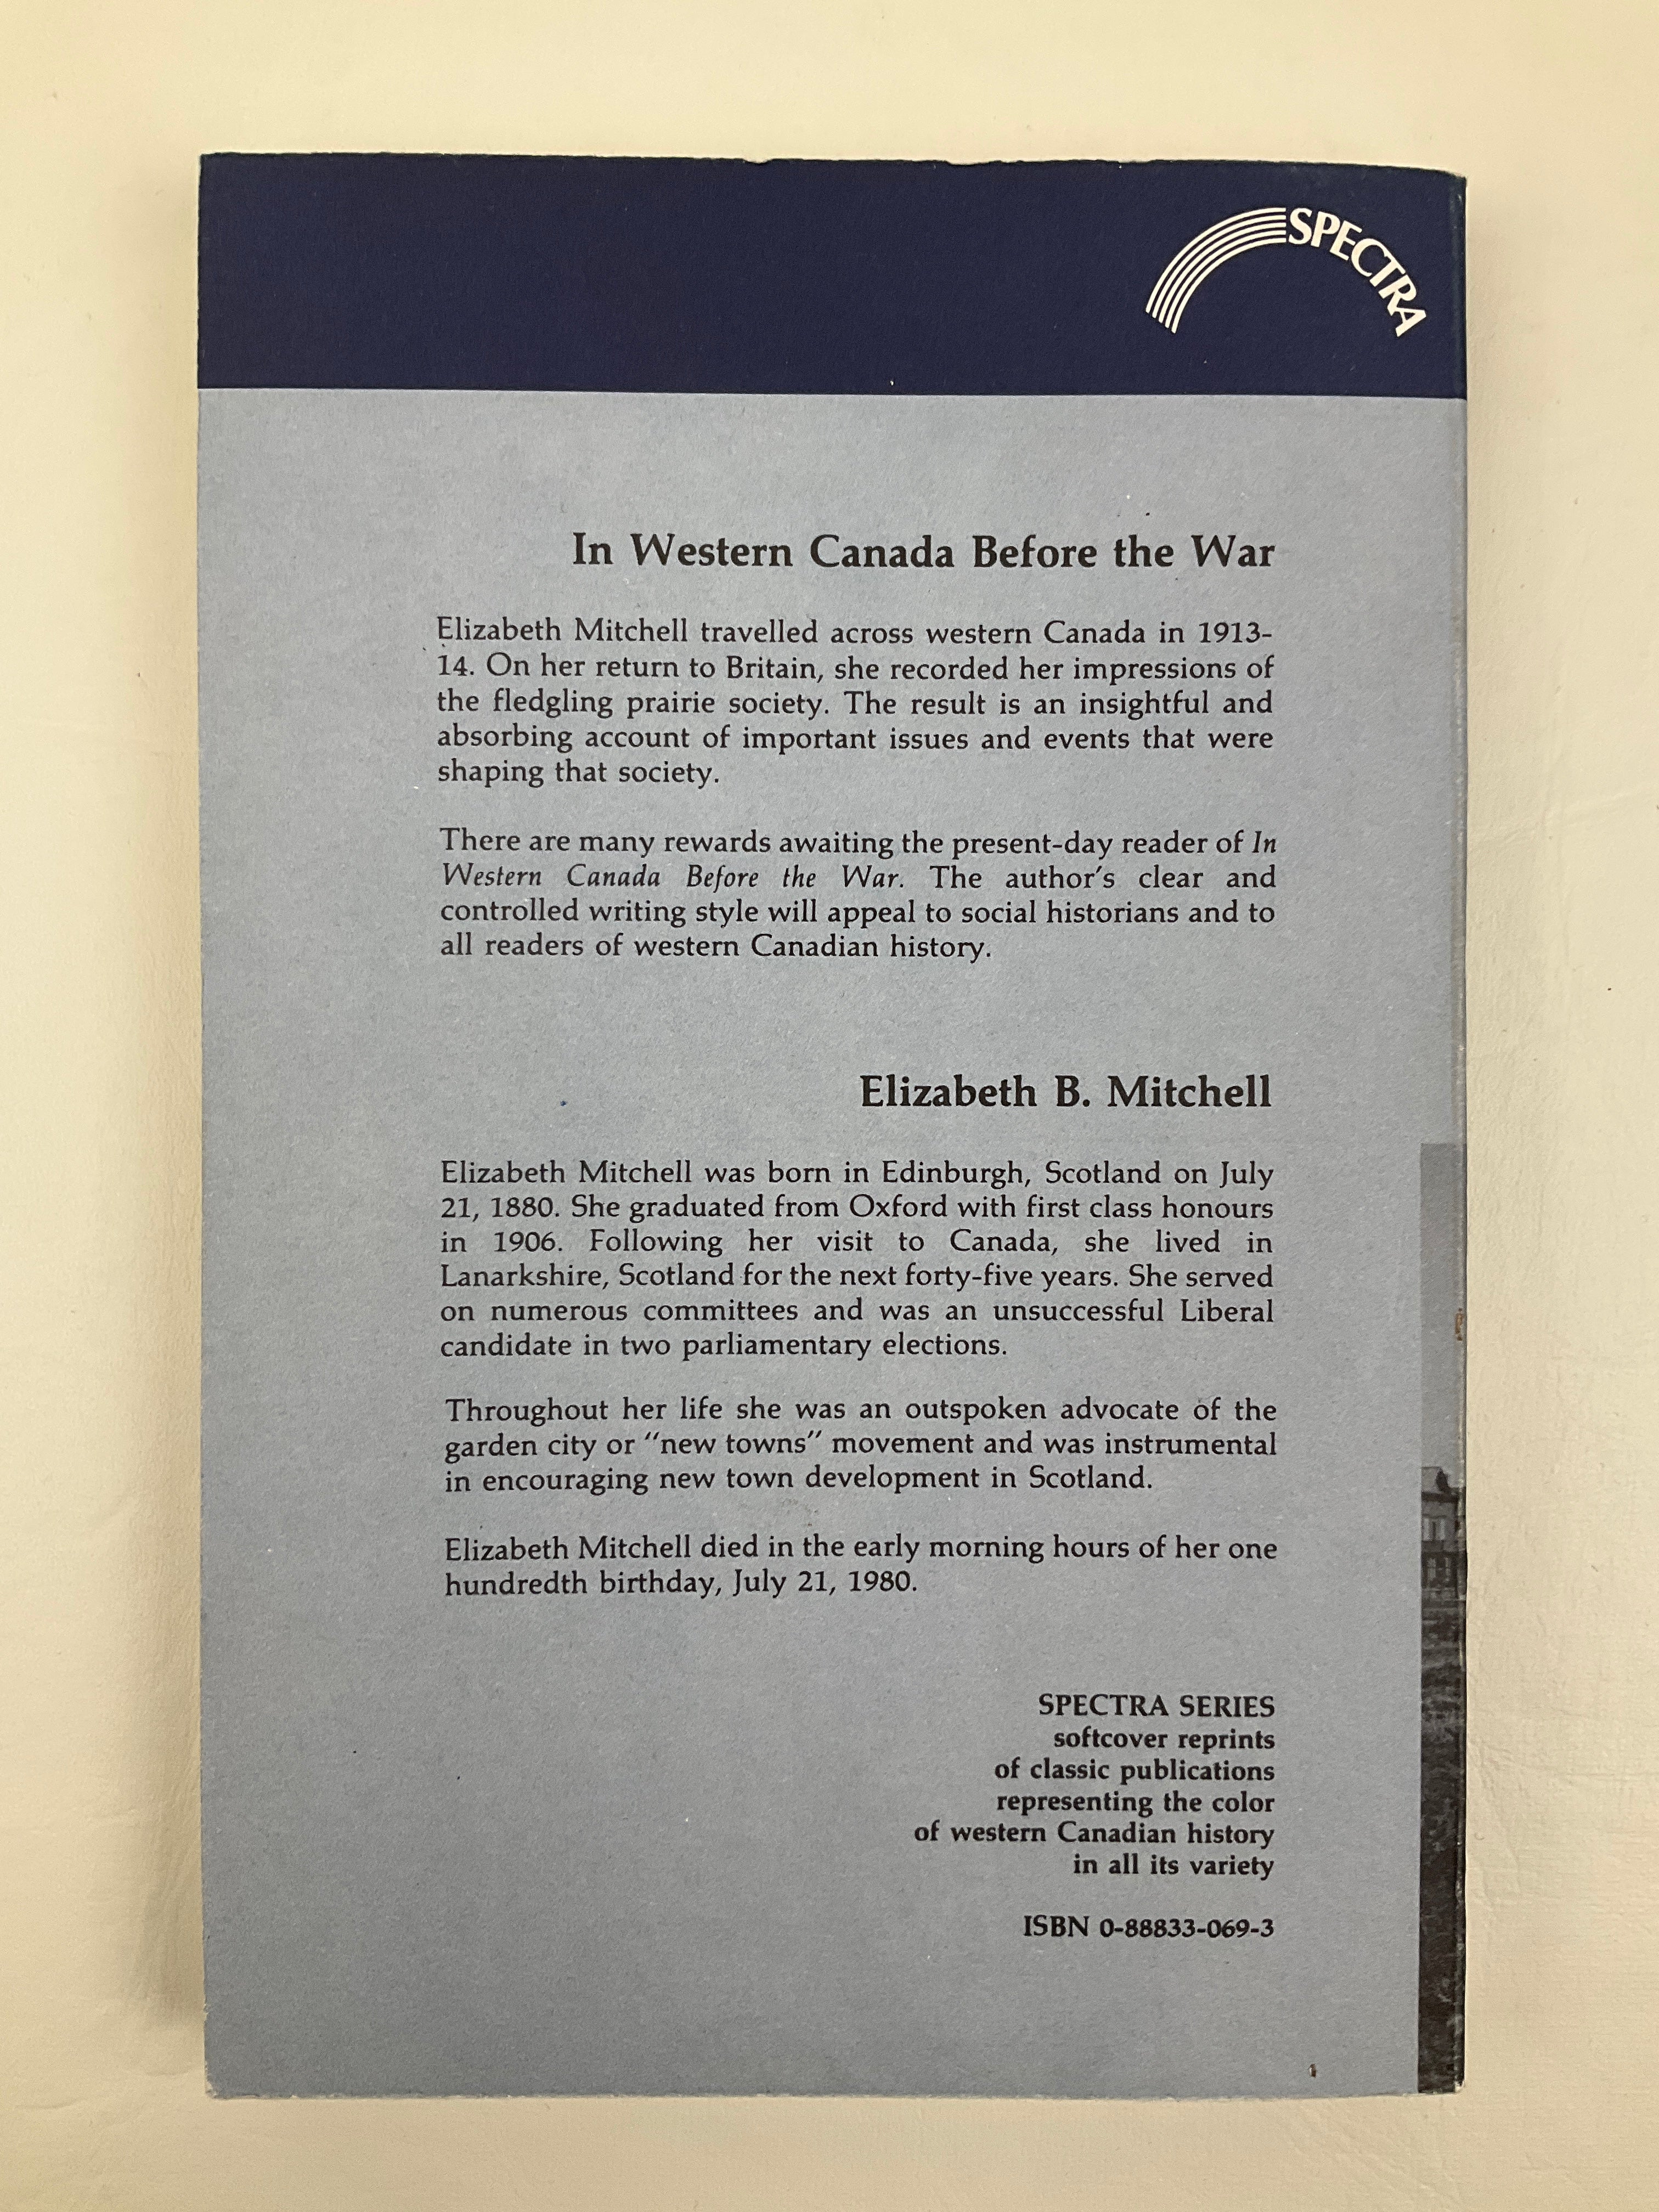 SPECTRA
In Western Canada Before the War
Elizabeth Mitchell travelled across western Canada in 1913-
14. On her return to Britain, she recorded her impressions of
the fledgling prairie society. The result is an insightful and
absorbing account of important issues and events that were
shaping that society.
There are many rewards awaiting the present-day reader of In
Western Canada Before the War. The author's clear and
controlled writing style will appeal to social historians and to
all readers of western Canadian history.
Elizabeth B. Mitchell
Elizabeth Mitchell was born in Edinburgh, Scotland on July
21, 1880. She graduated from Oxford with first class honours
in 1906. Following her visit to Canada, she lived in
Lanarkshire, Scotland for the next forty-five years. She served
on numerous committees and was an unsuccessful Liberal
candidate in two parliamentary elections.
Throughout her life she was an outspoken advocate of the
garden city or "new towns" movement and was instrumental
in encouraging new town development in Scotland.
Elizabeth Mitchell died in the early morning hours of her one
hundredth birthday, July 21, 1980.
SPECTRA SERIES
softcover reprints
of classic publications
representing the color
of western Canadian history
in all its variety
ISBN 0-88833-069-3